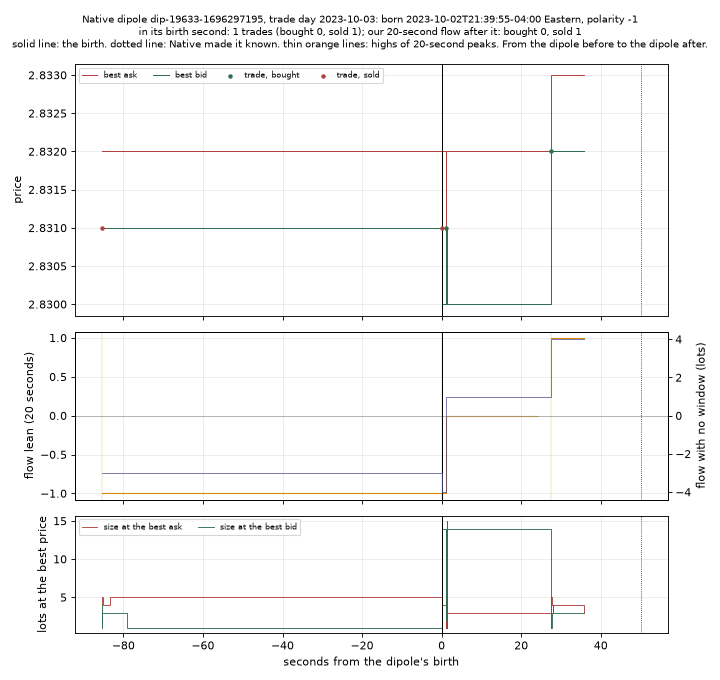 Native dipole dip-19633-1696297195, trade day 2023-10-03: born 2023-10-02T21:39:55-04:00 Eastern, polarity -1
in its birth second: 1 trades (bought 0, sold 1); our 20-second flow after it: bought 0, sold 1
solid line: the birth. dotted line: Native made it known. thin orange lines: highs of 20-second peaks. From the dipole before to the dipole after.
best ask best bid trade, bought trade, sold
2.8330
2.8325
2.8320
2.8315
2.8310
2.8305
2.8300
price
1.0
0.5
0.0
−0.5
−1.0
flow lean (20 seconds)
4
2
0
−2
−4
flow with no window (lots)
size at the best ask size at the best bid
15
10
5
lots at the best price
−80 −60 −40 −20 0 20 40
seconds from the dipole's birth